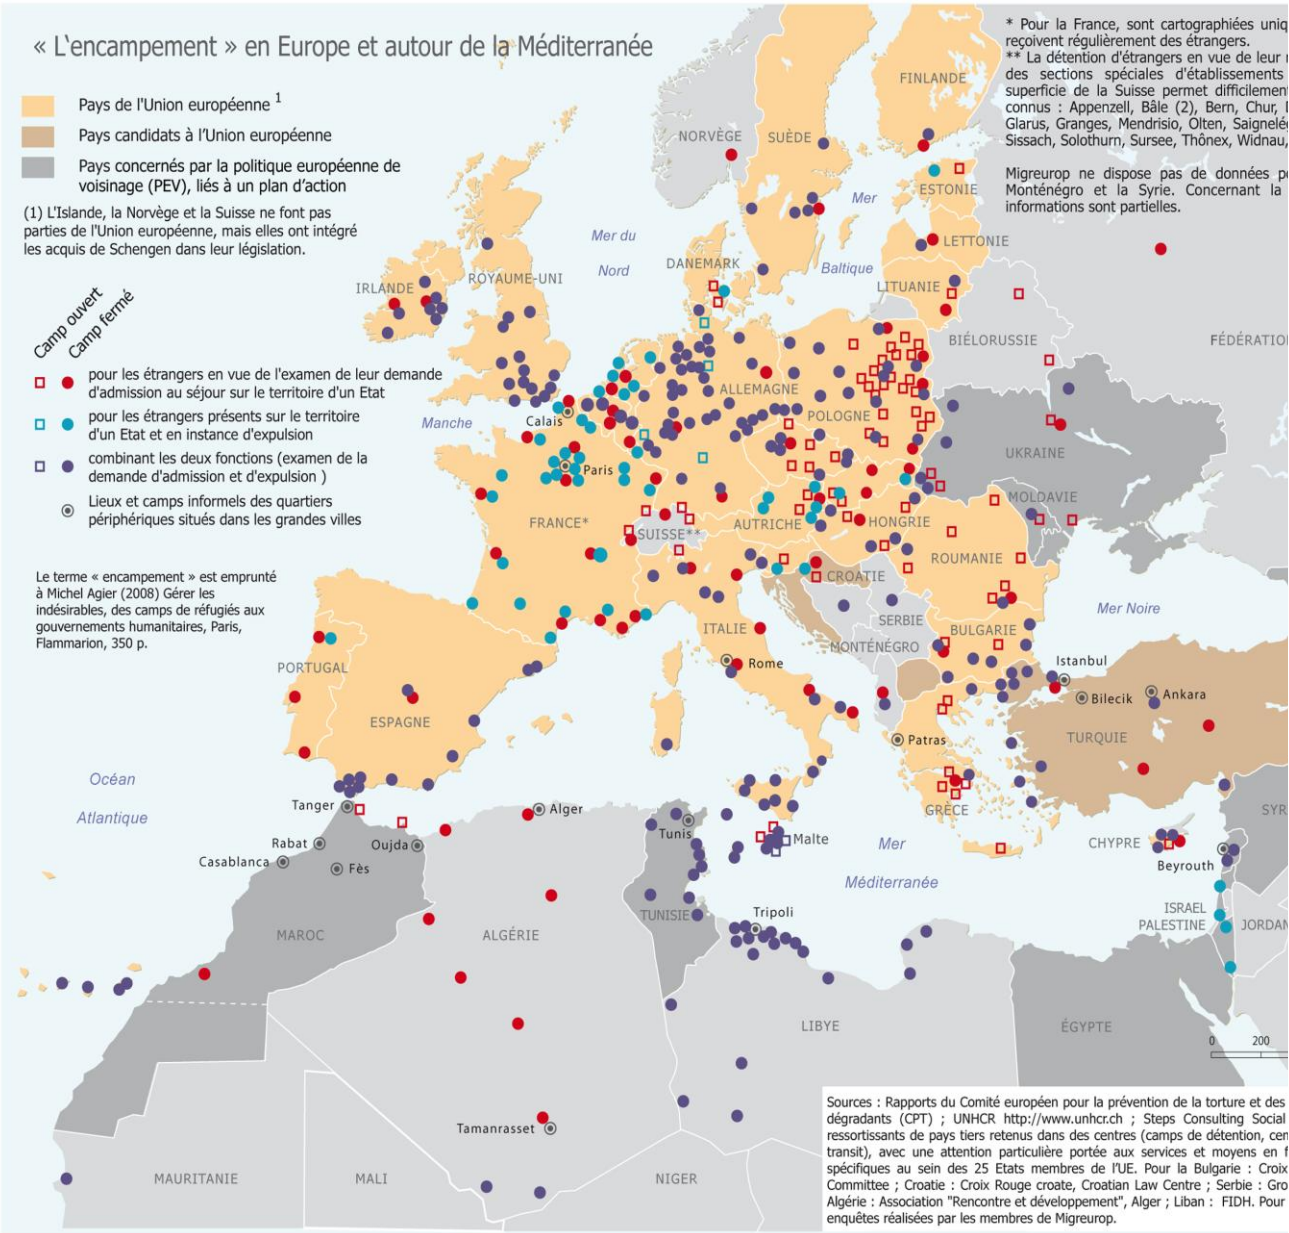 « L'encampement » en Europe et autour de la Méditerranée
Pays de l'Union européenne 1
Pays candidats à l'Union européenne
Pays concernés par la politique européenne de
voisinage (PEV), liés à un plan d'action
(1) L'Islande, la Norvège et la Suisse ne font pas
parties de l'Union européenne, mais elles ont intégré
les acquis de Schengen dans leur législation.
Camp ouvert
Camp fermé
pour les étrangers en vue de l'examen de leur demande
d'admission au séjour sur le territoire d'un Etat
pour les étrangers présents sur le territoire
d'un Etat et en instance d'expulsion
combinant les deux fonctions (examen de la
demande d'admission et d'expulsion )
Lieux et camps informels des quartiers
périphériques situés dans les grandes villes
Le terme « encampement » est emprunté
à Michel Agier (2008) Gérer les
indésirables, des camps de réfugiés aux
gouvernements humanitaires, Paris,
Flammarion, 350 p.
* Pour la France, sont cartographiées
reçoivent régulièrement des étrangers.
** La détention d'étrangers en vue de leur
des sections spéciales d'établissements
superficie de la Suisse permet difficilement
connus : Appenzell, Bâle (2), Bern, Chur,
Glarus, Granges, Mendrisio, Olten,
Sissach, Solothurn, Sursee, Thônex, Widnau,
Migreurop ne dispose pas de données
Monténégro et la Syrie. Concernant la
informations sont partielles.
FINLANDE
NORVÈGE
SUÈDE
ESTONIE
Mer
Baltique
LETTONIE
Mer du
Nord
DANEMARK
LITUANIE
IRLANDE
ROYAUME-UNI
BIÉLORUSSIE
ALLEMAGNE
POLOGNE
Calais
Manche
UKRAINE
Paris
MOLDAVIE
FRANCE*
SUISSE**
AUTRICHE
HONGRIE
ROUMANIE
CROATIE
Mer Noire
SERBIE
ITALIE
BULGARIE
MONTÉNÉGRO
PORTUGAL
Rome
Istanbul
Bilecik
Ankara
ESPAGNE
Patras
TURQUIE
Océan
Atlantique
Tanger
Alger
GRÈCE
Rabat
Oujda
Tunis
Malte
Mer
Méditerranée
CHYPRE
Casablanca
Fès
Beyrouth
TUNISIE
Tripoli
ISRAEL
PALESTINE
MAROC
ALGÉRIE
LIBYE
ÉGYPTE
0 200
Tamanrasset
MAURITANIE
MALI
NIGER
Sources : Rapports du Comité européen pour la prévention de la torture et des
dégradants (CPT) ; UNHCR http://www.unhcr.ch ; Steps Consulting Social
ressortissants de pays tiers retenus dans des centres (camps de détention,
transit), avec une attention particulière portée aux services et moyens en
spécifiques au sein des 25 Etats membres de l'UE. Pour la Bulgarie : Croix
Committee ; Croatie : Croix Rouge croate, Croatian Law Centre ; Serbie :
Algérie : Association "Rencontre et développement", Alger ; Liban : FIDH. Pour
enquêtes réalisées par les membres de Migreurop.